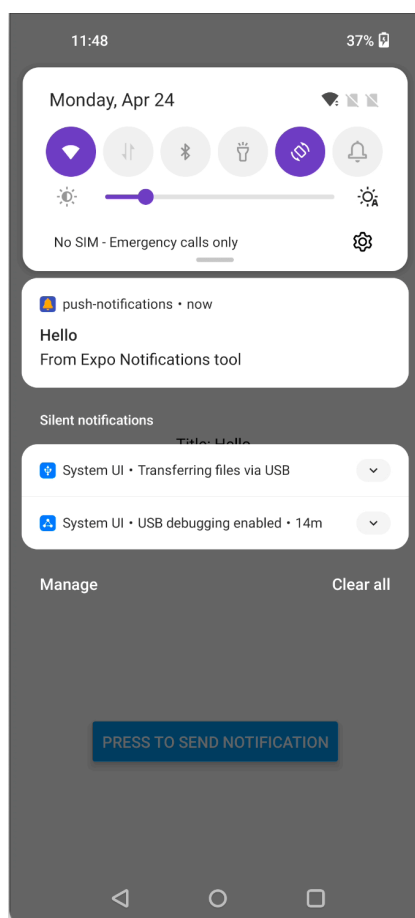 11:48
37%
Monday, Apr 24
No SIM - Emergency calls only
push-notifications • now
Hello
From Expo Notifications tool
Silent notifications
Title: Hello
System UI • Transferring files via USB
System UI • USB debugging enabled • 14m
Manage
Clear all
PRESS TO SEND NOTIFICATION